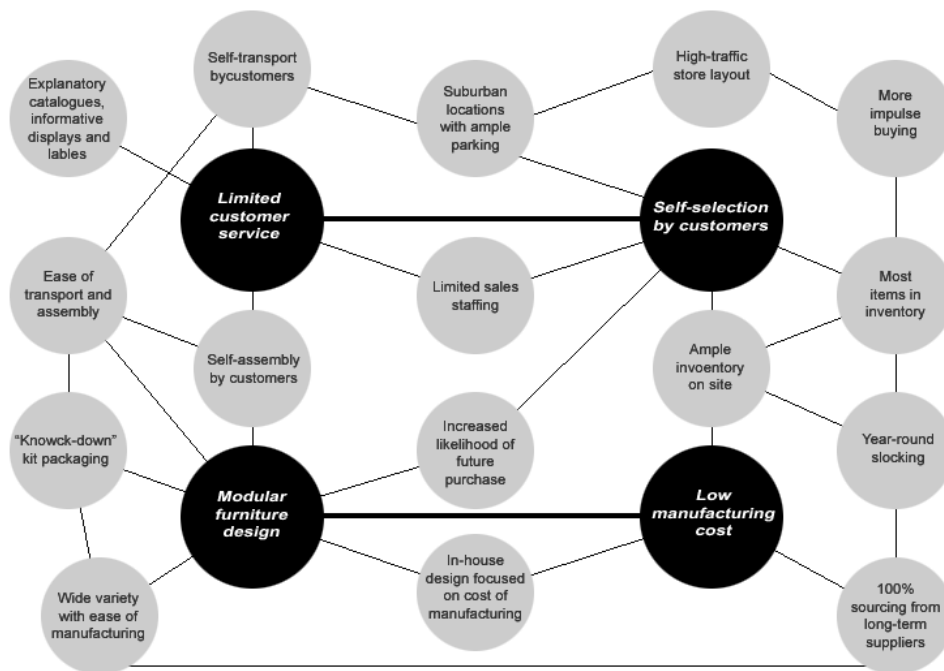 Self-transport
bycustomers
High-traffic
store layout
Explanatory
catalogues,
informative
displays and
lables
Suburban
locations
with ample
parking
More
impulse
buying
Limited
customer
service
Self-selection
by customers
Ease of
transport and
assembly
Limited sales
staffing
Most
items in
inventory
Self-assembly
by customers
Ample
invoentory
on site
“Knowck-down”
kit packaging
Increased
likelihood of
future
purchase
Year-round
slocking
Modular
furniture
design
Low
manufacturing
cost
Wide variety
with ease of
manufacturing
In-house
design focused
on cost of
manufacturing
100%
sourcing from
long-term
suppliers